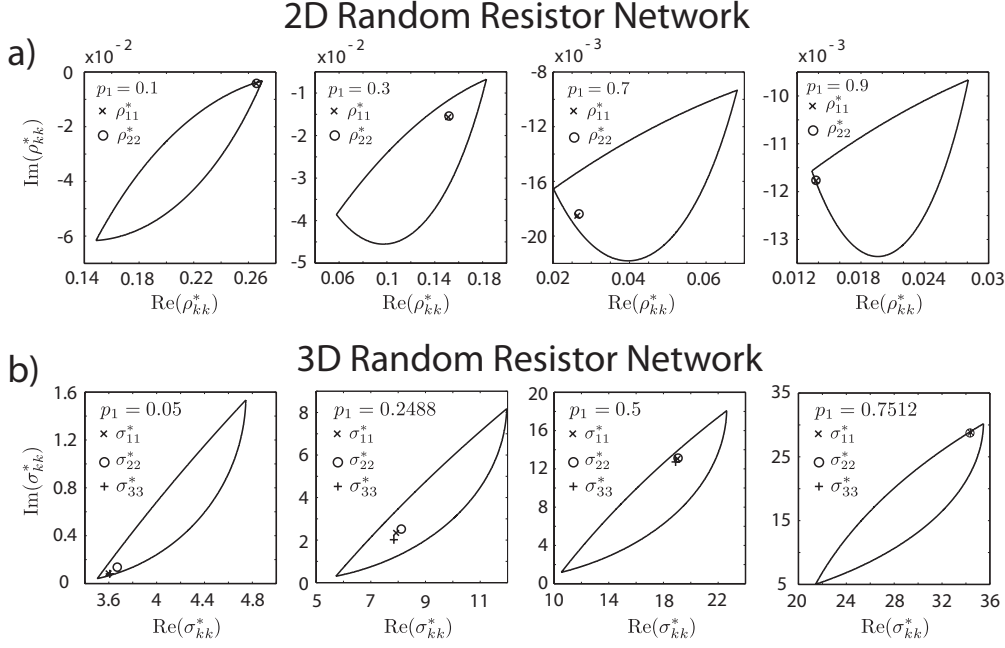 2D Random Resistor Network
a)
x10⁻² x10⁻² x10⁻³ x10⁻³
0 0 -8 -9
p₁ = 0.1 p₁ = 0.3 p₁ = 0.7 p₁ = 0.9
× ρ*₁₁ × ρ*₁₁ × ρ*₁₁ × ρ*₁₁
○ ρ*₂₂ ○ ρ*₂₂ ○ ρ*₂₂ ○ ρ*₂₂
Im(ρ*ₖₖ)
-2 -4 -6
-1 -2 -3 -4 -5
-12 -16 -20
-10 -11 -12 -13
0.14 0.18 0.22 0.26
0.06 0.1 0.14 0.18
0.02 0.04 0.06
0.012 0.018 0.024 0.03
Re(ρ*ₖₖ) Re(ρ*ₖₖ) Re(ρ*ₖₖ) Re(ρ*ₖₖ)
3D Random Resistor Network
b)
p₁ = 0.05 p₁ = 0.2488 p₁ = 0.5 p₁ = 0.7512
× σ*₁₁ × σ*₁₁ × σ*₁₁ × σ*₁₁
○ σ*₂₂ ○ σ*₂₂ ○ σ*₂₂ ○ σ*₂₂
+ σ*₃₃ + σ*₃₃ + σ*₃₃ + σ*₃₃
Im(σ*ₖₖ)
1.6 1.2 0.8 0.4 0
8 6 4 2 0
20 16 12 8 4 0
35 25 15 5
3.6 4 4.4 4.8
5 7 9 11
10 14 18 22
20 24 28 32 36
Re(σ*ₖₖ) Re(σ*ₖₖ) Re(σ*ₖₖ) Re(σ*ₖₖ)